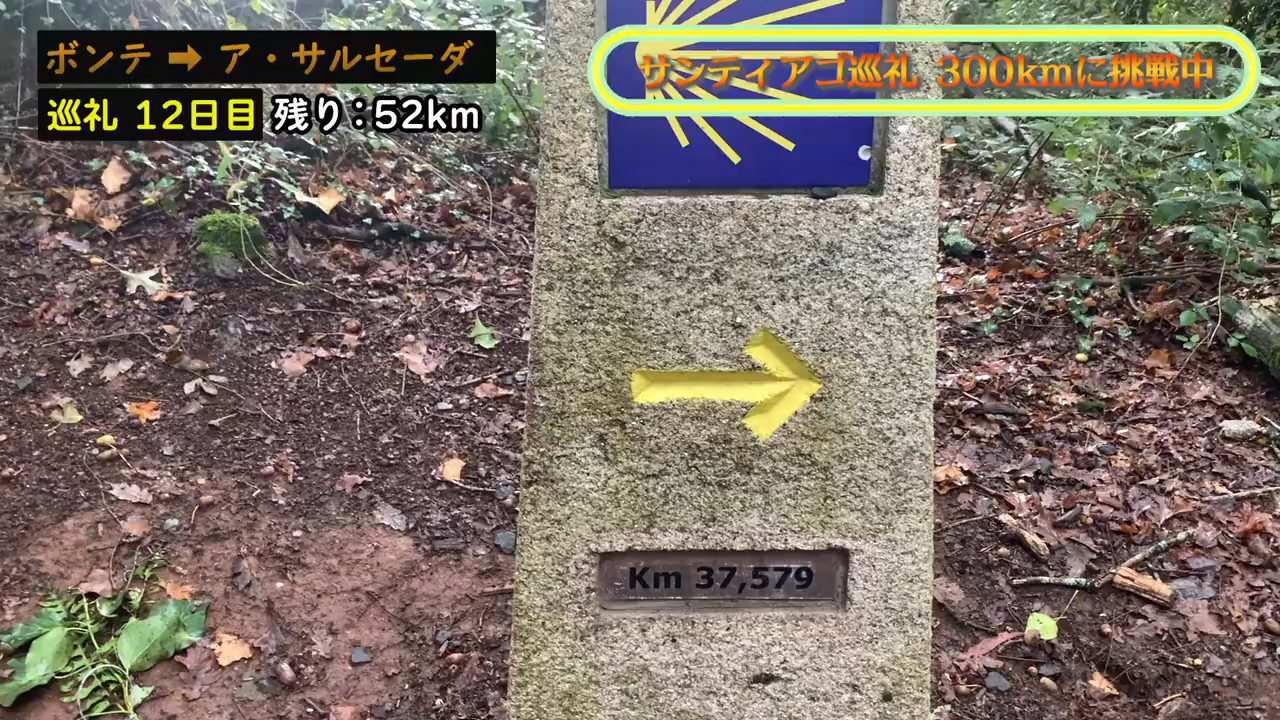 ボンテ ➡ ア・サルセーダ
サンティアゴ巡礼 300kmに挑戦中
巡礼 12日目 残り：52km
Km 37,579